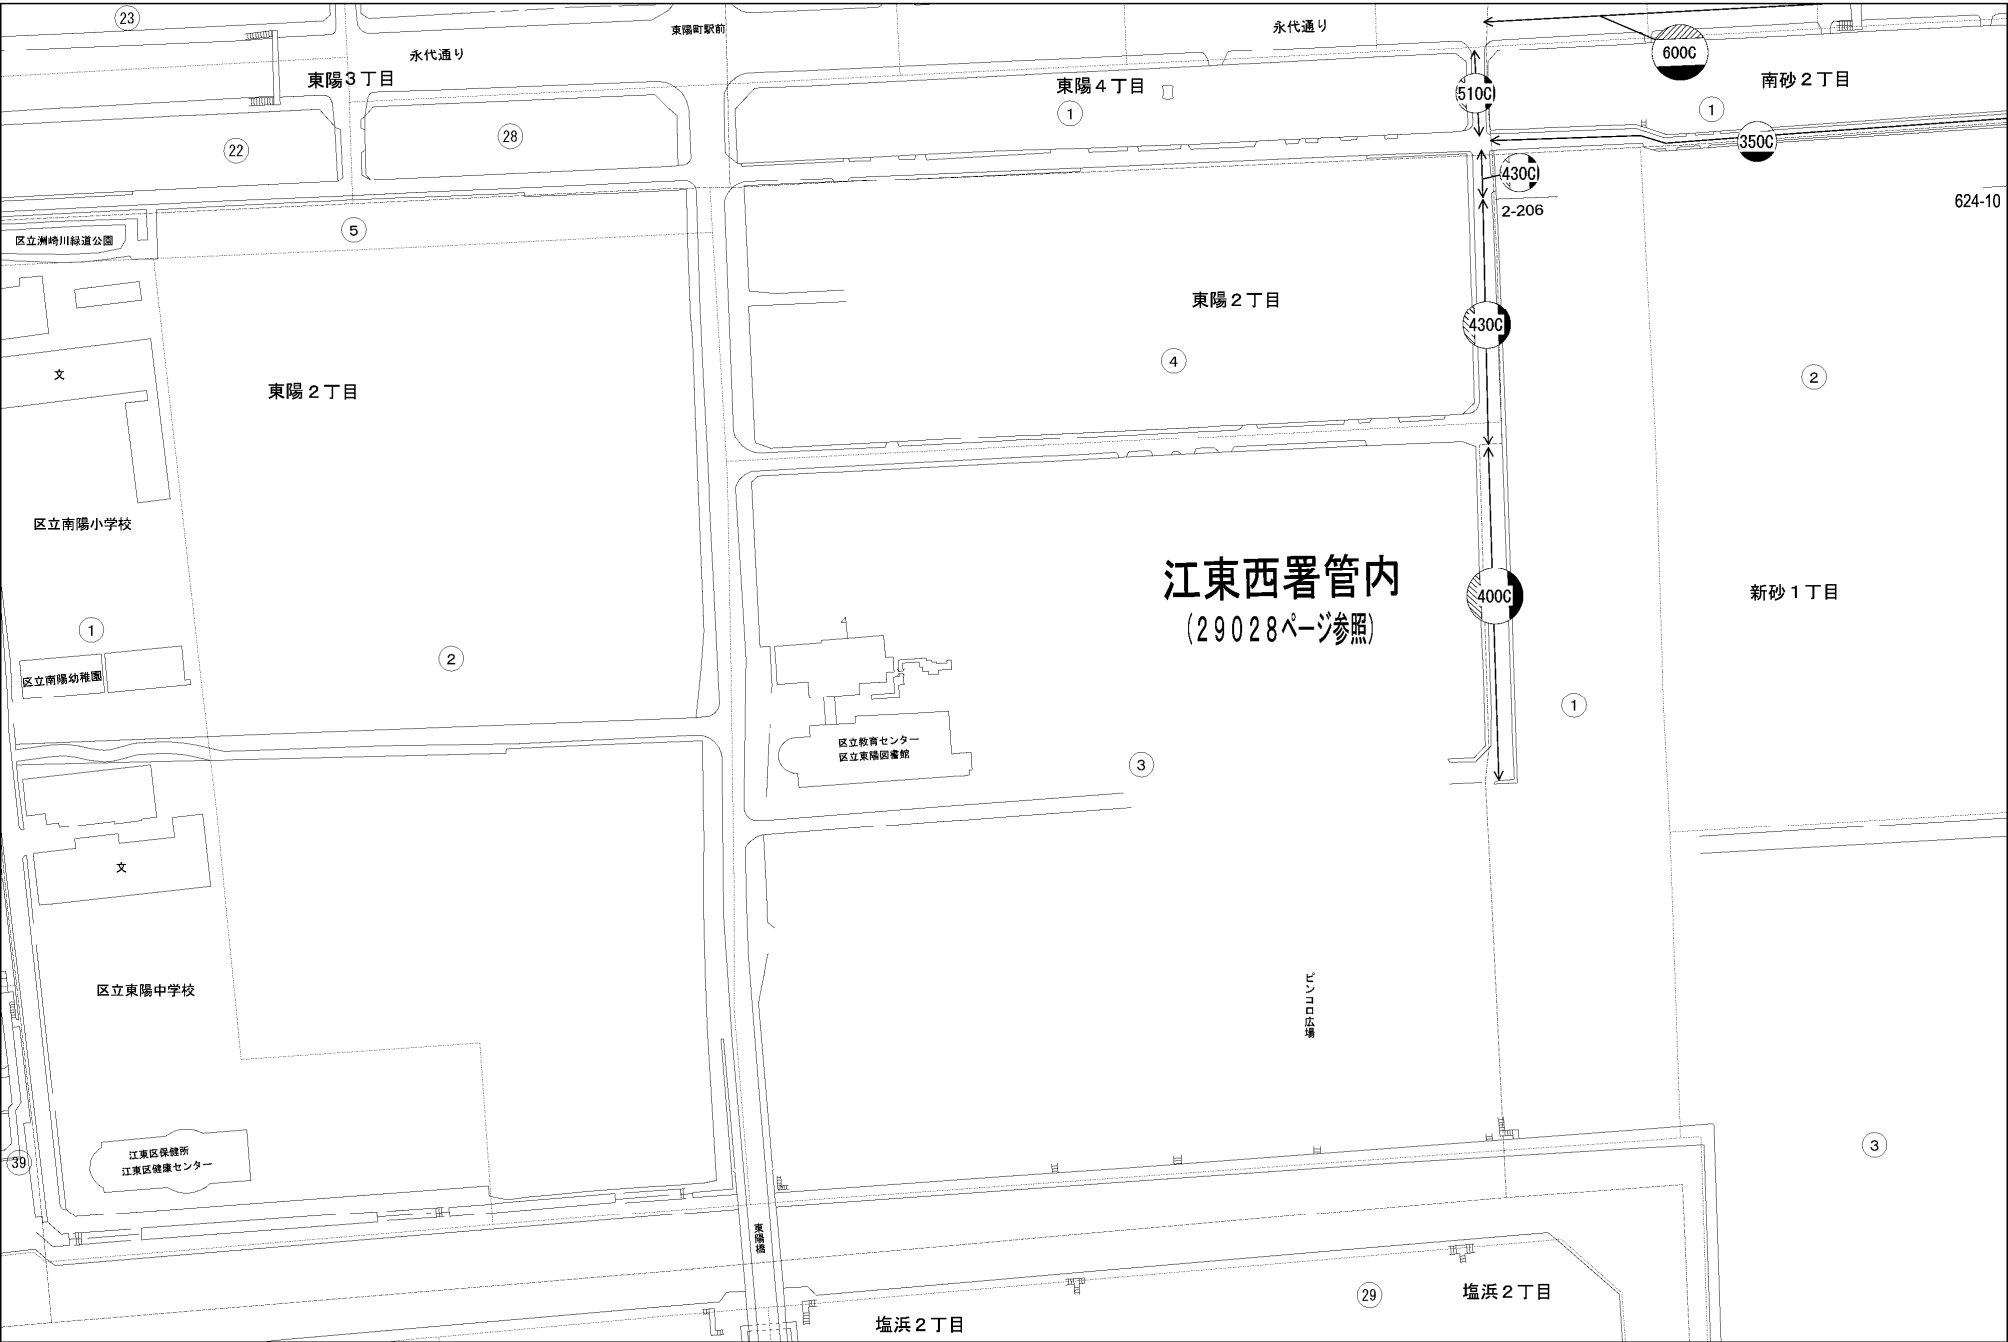 23
永代通り
東陽町駅前
永代通り
600C
東陽3丁目
東陽4丁目
510C
南砂2丁目
1
1
22
28
350C
430C
2-206
624-10
5
区立洲崎川緑道公園
東陽2丁目
430C
4
2
文
東陽2丁目
区立南陽小学校
江東西署管内
(29028ページ参照)
400C
新砂1丁目
1
2
区立南陽幼稚園
1
区立教育センター
区立東陽図書館
3
文
区立東陽中学校
ピンコロ広場
江東区保健所
江東区健康センター
39
3
東陽橋
29
塩浜2丁目
塩浜2丁目